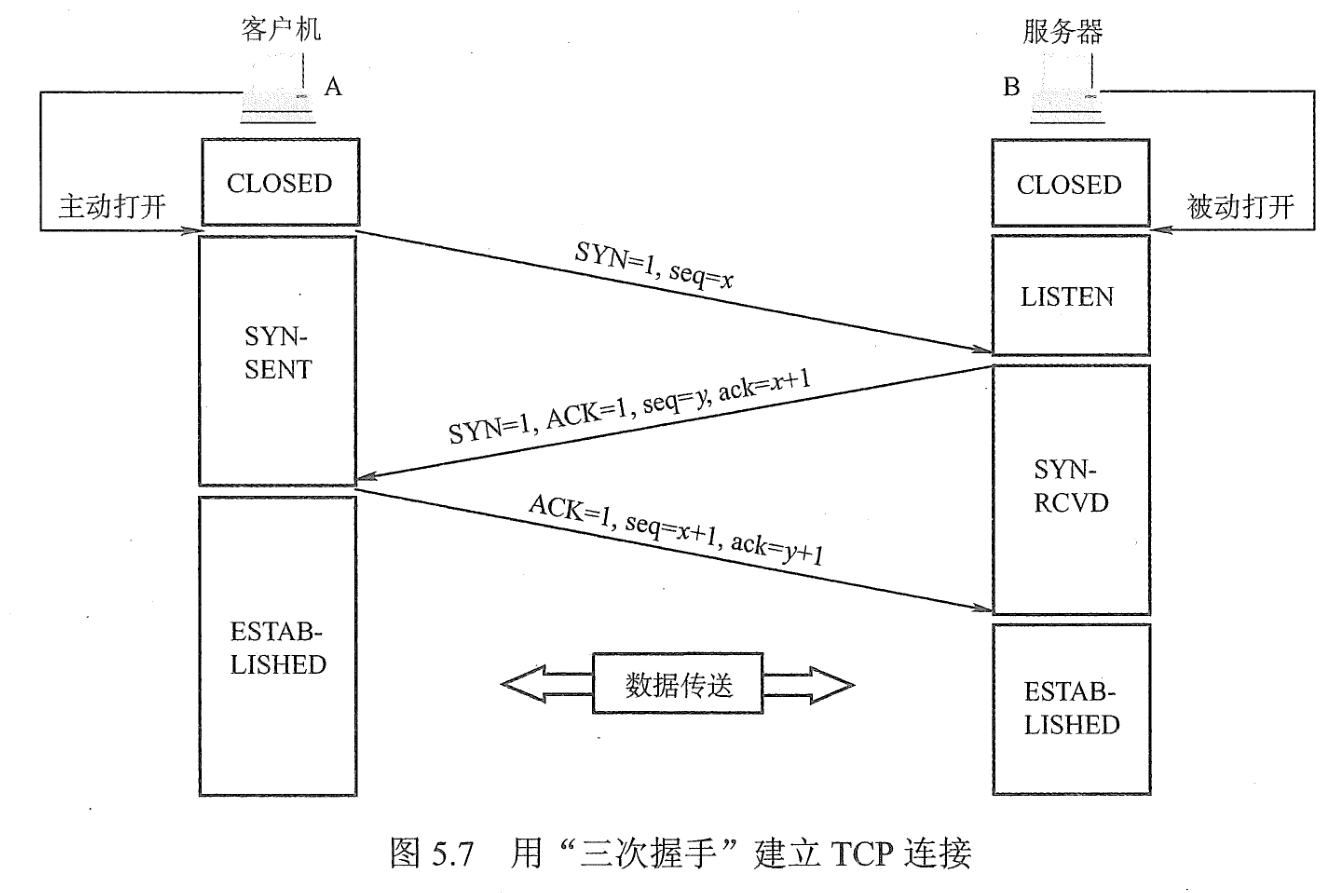 客户机
服务器
A
B
CLOSED
CLOSED
主动打开
被动打开
SYN=1, seq=x
LISTEN
SYN-
SENT
SYN=1, ACK=1, seq=y, ack=x+1
SYN-
RCVD
ACK=1, seq=x+1, ack=y+1
ESTAB-
LISHED
数据传送
ESTAB-
LISHED
图 5.7 用“三次握手”建立 TCP 连接